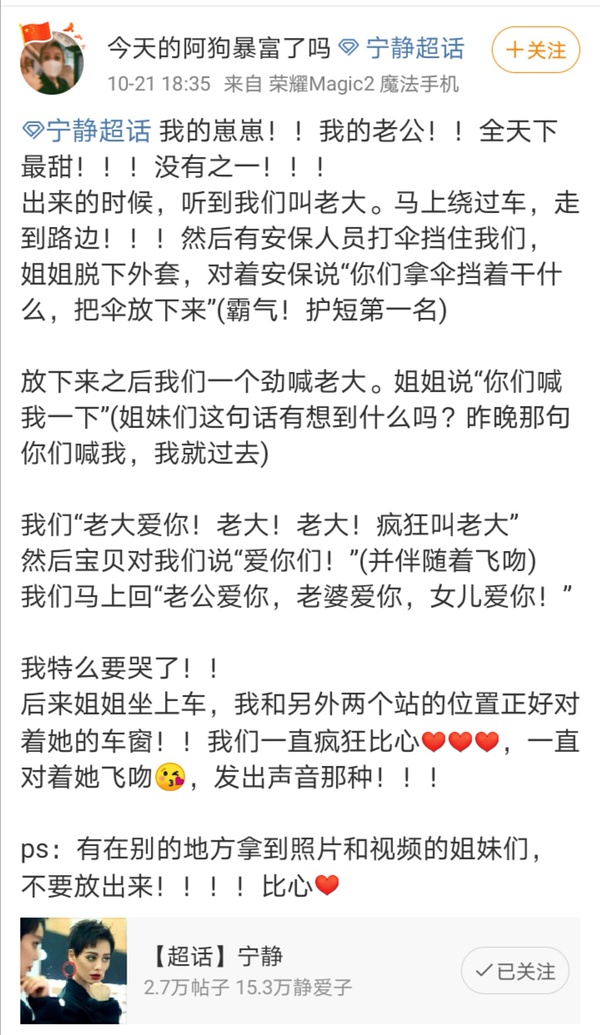 今天的阿狗暴富了吗 宁静超话
＋关注
10-21 18:35 来自 荣耀Magic2 魔法手机
宁静超话 我的崽崽！！我的老公！！全天下
最甜！！！没有之一！！！
出来的时候，听到我们叫老大。马上绕过车，走
到路边！！！然后有安保人员打伞挡住我们，
姐姐脱下外套，对着安保说“你们拿伞挡着干什
么，把伞放下来”(霸气！护短第一名)
放下来之后我们一个劲喊老大。姐姐说“你们喊
我一下”(姐妹们这句话有想到什么吗？昨晚那句
你们喊我，我就过去)
我们“老大爱你！老大！老大！疯狂叫老大”
然后宝贝对我们说“爱你们！”(并伴随着飞吻)
我们马上回“老公爱你，老婆爱你，女儿爱你！”
我特么要哭了！！
后来姐姐坐上车，我和另外两个站的位置正好对
着她的车窗！！我们一直疯狂比心❤️❤️❤️，一直
对着她飞吻😘，发出声音那种！！！
ps：有在别的地方拿到照片和视频的姐妹们，
不要放出来！！！！比心❤️
【超话】宁静
2.7万帖子 15.3万静爱子
✓已关注